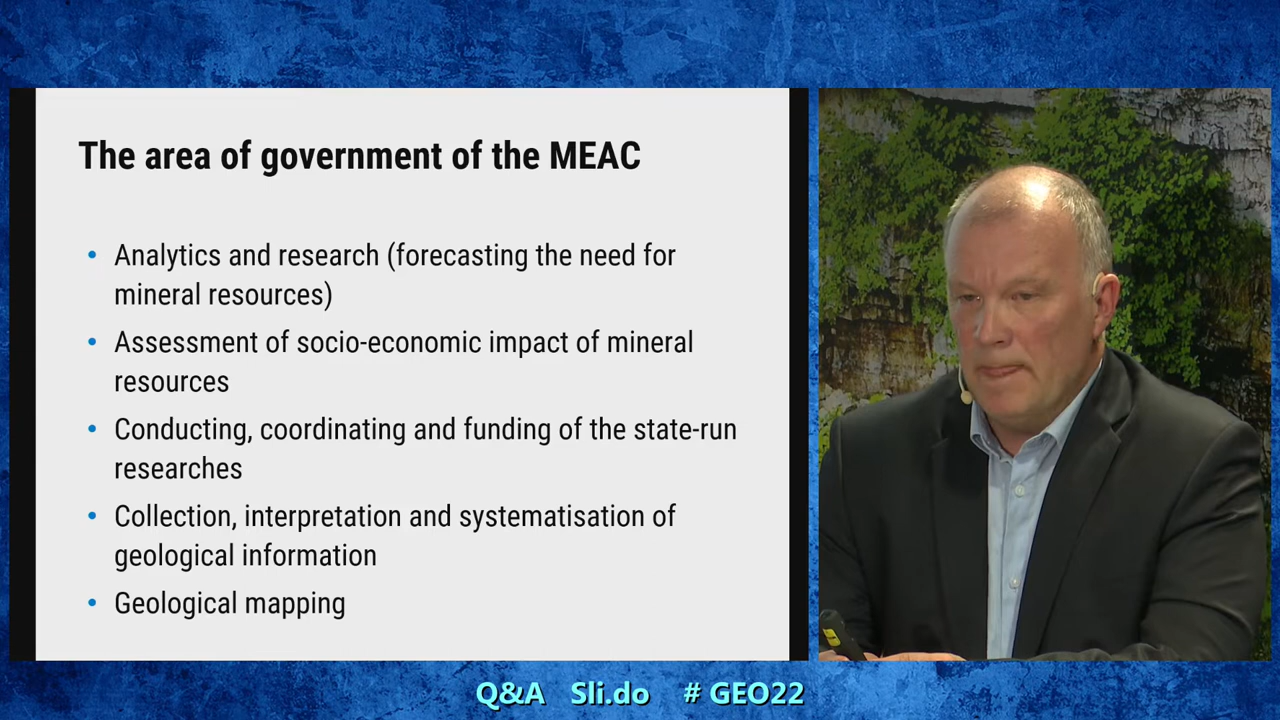 The area of government of the MEAC
• Analytics and research (forecasting the need for
mineral resources)
• Assessment of socio-economic impact of mineral
resources
• Conducting, coordinating and funding of the state-run
researches
• Collection, interpretation and systematisation of
geological information
• Geological mapping
Q&A Sli.do # GEO22